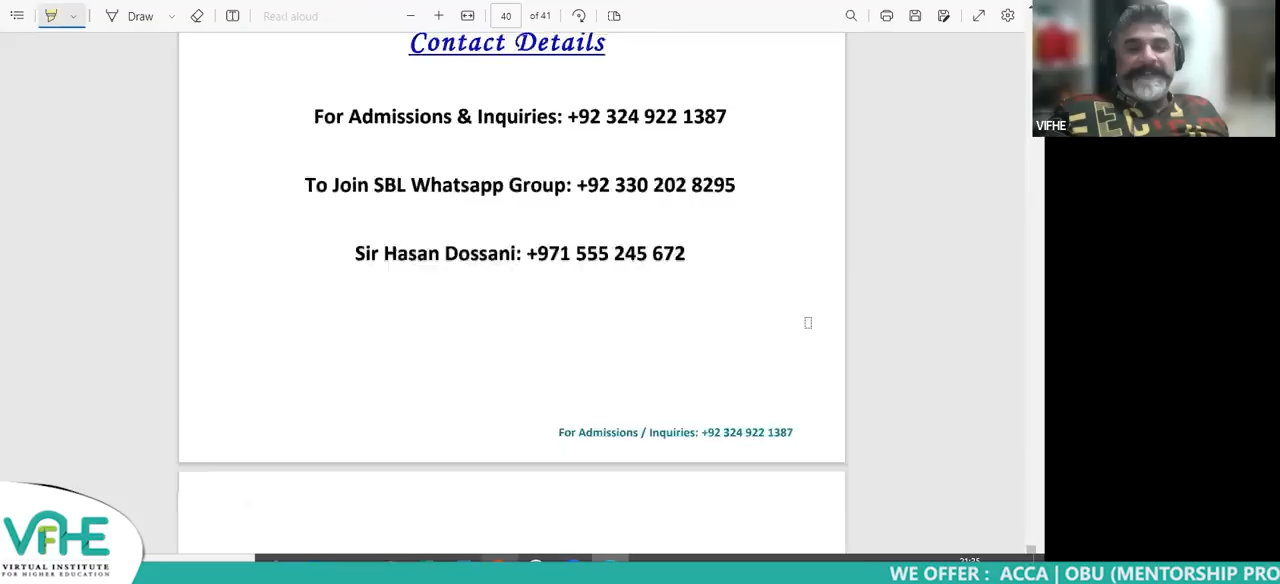 Draw
Read aloud
40
of 41
Contact Details
For Admissions & Inquiries: +92 324 922 1387
To Join SBL Whatsapp Group: +92 330 202 8295
Sir Hasan Dossani: +971 555 245 672
For Admissions / Inquiries: +92 324 922 1387
VIFHE
VIFHE
VIRTUAL INSTITUTE
FOR HIGHER EDUCATION
WE OFFER : ACCA | OBU (MENTORSHIP PRO